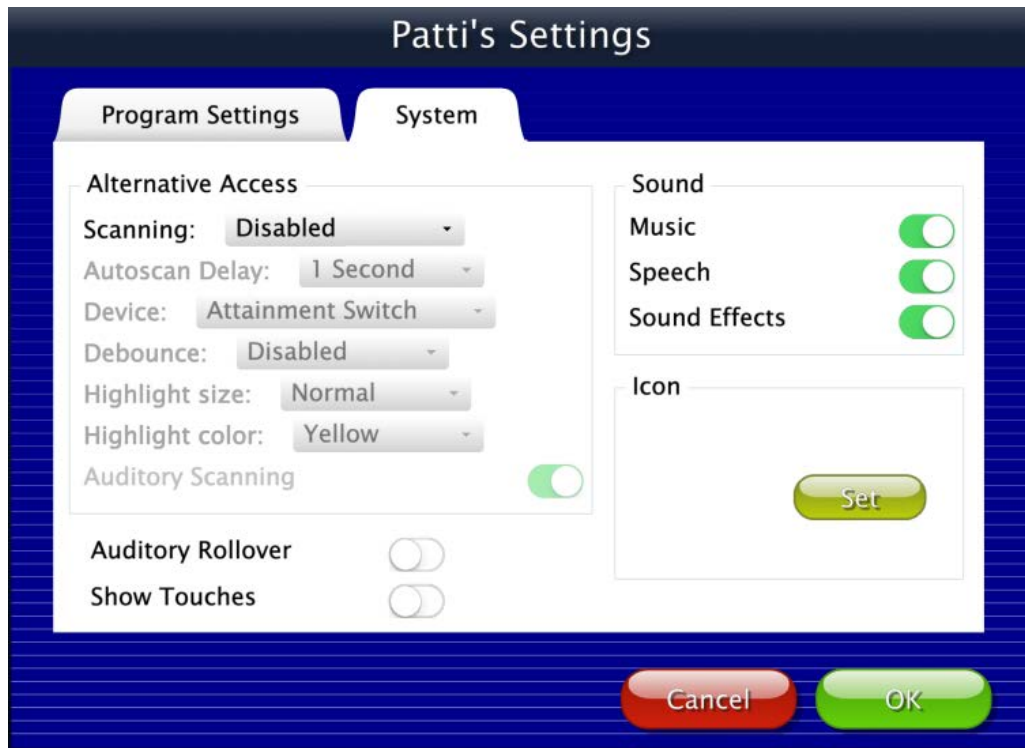 Patti's Settings
Program Settings
System
Alternative Access
Scanning: Disabled
Autoscan Delay: 1 Second
Device: Attainment Switch
Debounce: Disabled
Highlight size: Normal
Highlight color: Yellow
Auditory Scanning
Auditory Rollover
Show Touches
Sound
Music
Speech
Sound Effects
Icon
Set
Cancel
OK